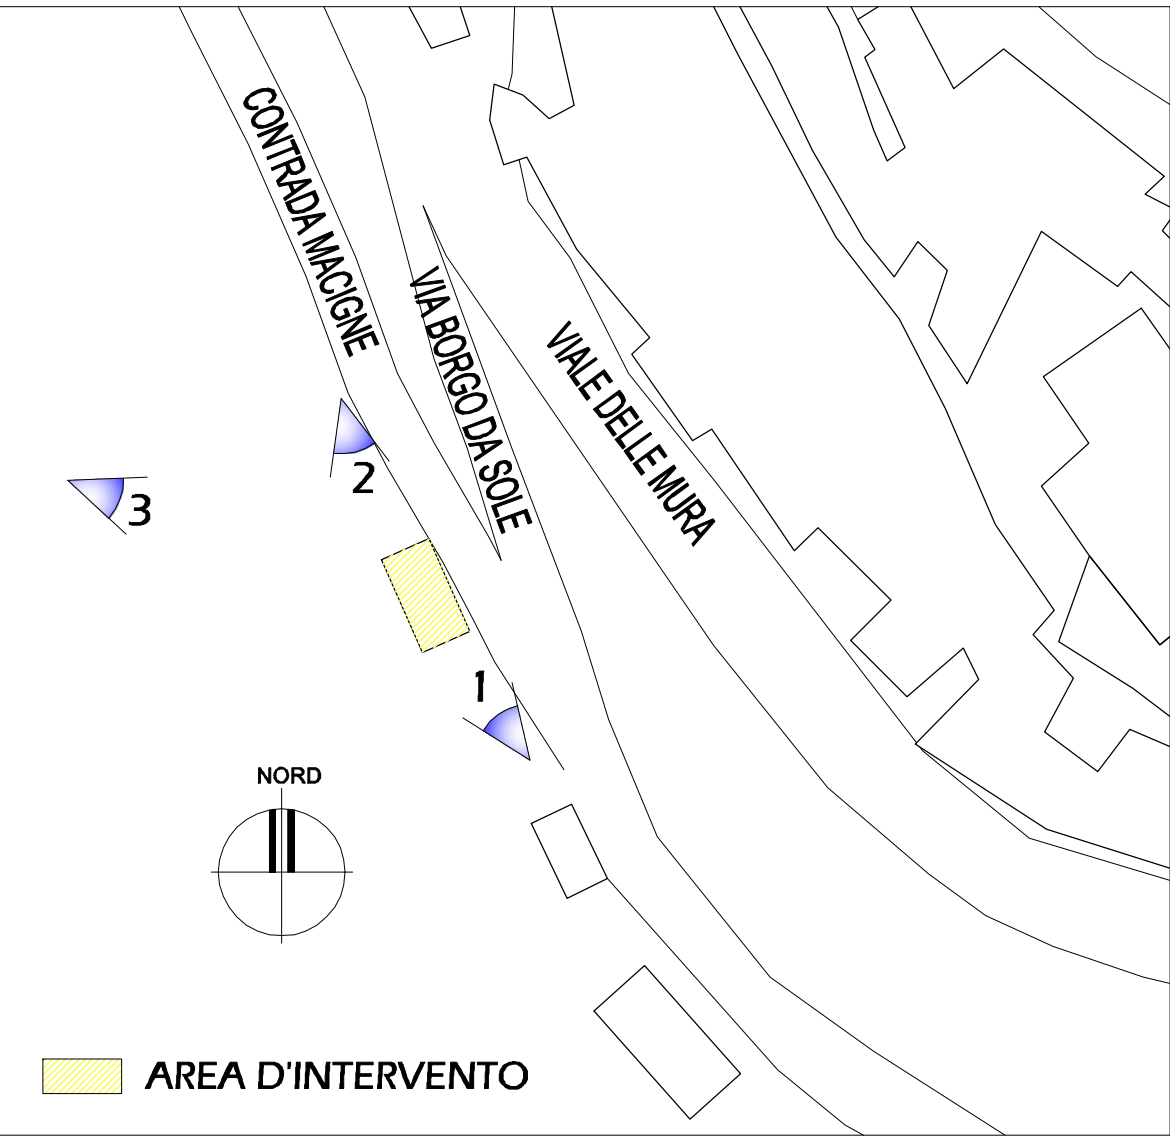 CONTRADA MACIGNE
VIA BORGO DA SOLE
VIALE DELLE MURA
2
3
1
NORD
AREA D'INTERVENTO